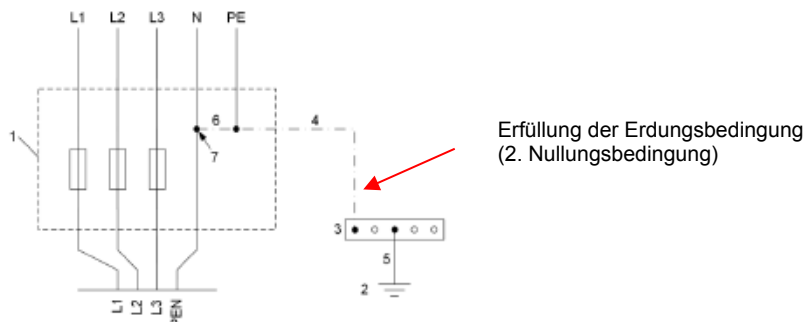 L1 L2 L3 N PE
1
6
4
7
Erfüllung der Erdungsbedingung
(2. Nullungsbedingung)
3
5
2
L1
L2
L3
PEN